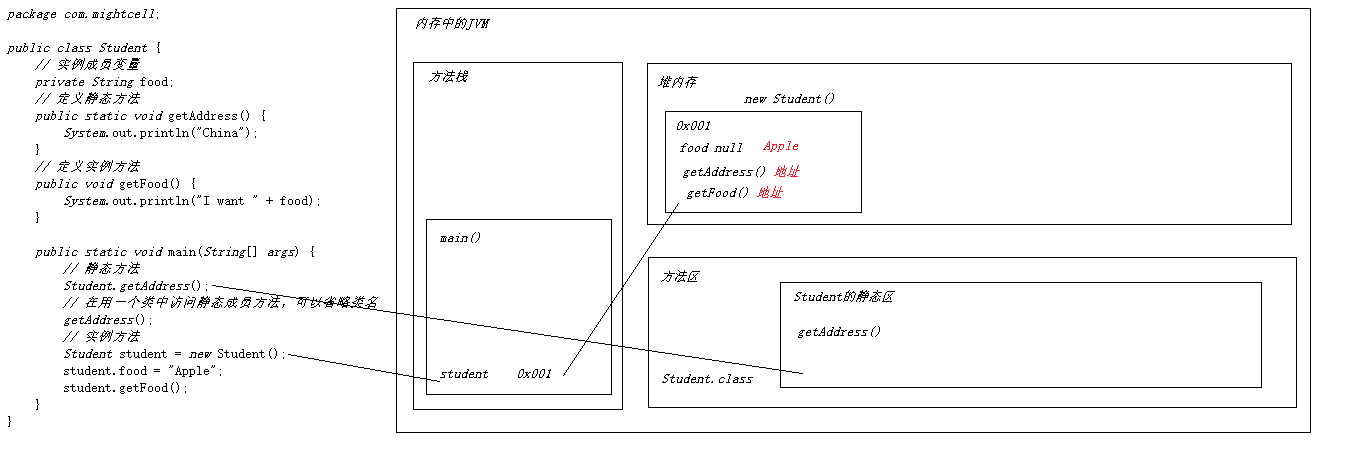 package com.mightcell;
public class Student {
// 实例成员变量
private String food;
// 定义静态方法
public static void getAddress() {
System.out.println("China");
}
// 定义实例方法
public void getFood() {
System.out.println("I want " + food);
}
public static void main(String[] args) {
// 静态方法
Student.getAddress();
// 在用一个类中访问静态成员方法，可以省略类名
getAddress();
// 实例方法
Student student = new Student();
student.food = "Apple";
student.getFood();
}
}
内存中的JVM
方法栈
main()
student 0x001
堆内存
new Student()
0x001
food null Apple
getAddress() 地址
getFood() 地址
方法区
Student的静态区
getAddress()
Student.class